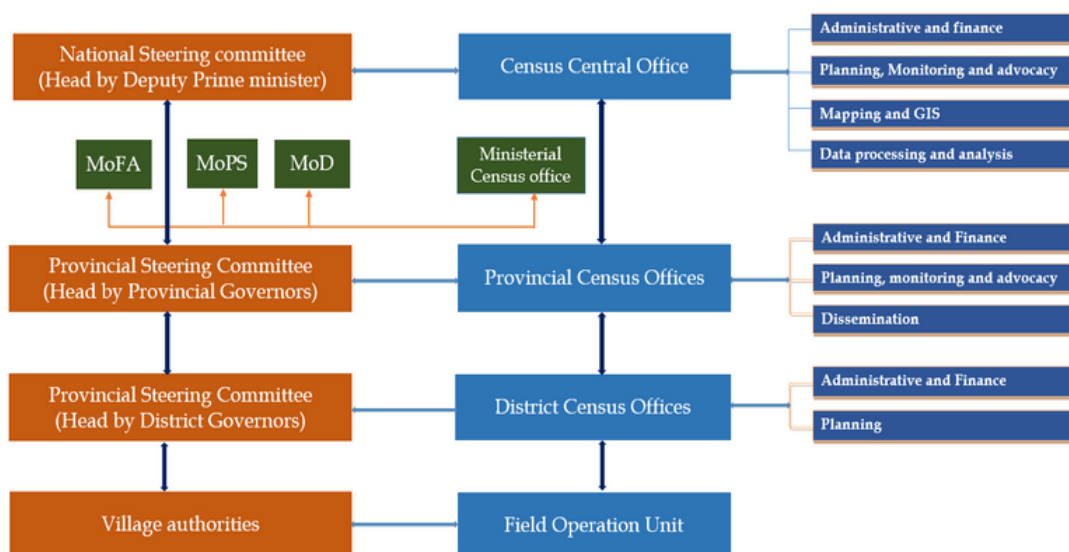 National Steering committee
(Head by Deputy Prime minister)
Census Central Office
Administrative and finance
Planning, Monitoring and advocacy
Mapping and GIS
Data processing and analysis
MoFA
MoPS
MoD
Ministerial
Census office
Provincial Steering Committee
(Head by Provincial Governors)
Provincial Census Offices
Administrative and Finance
Planning, monitoring and advocacy
Dissemination
Provincial Steering Committee
(Head by District Governors)
District Census Offices
Administrative and Finance
Planning
Village authorities
Field Operation Unit